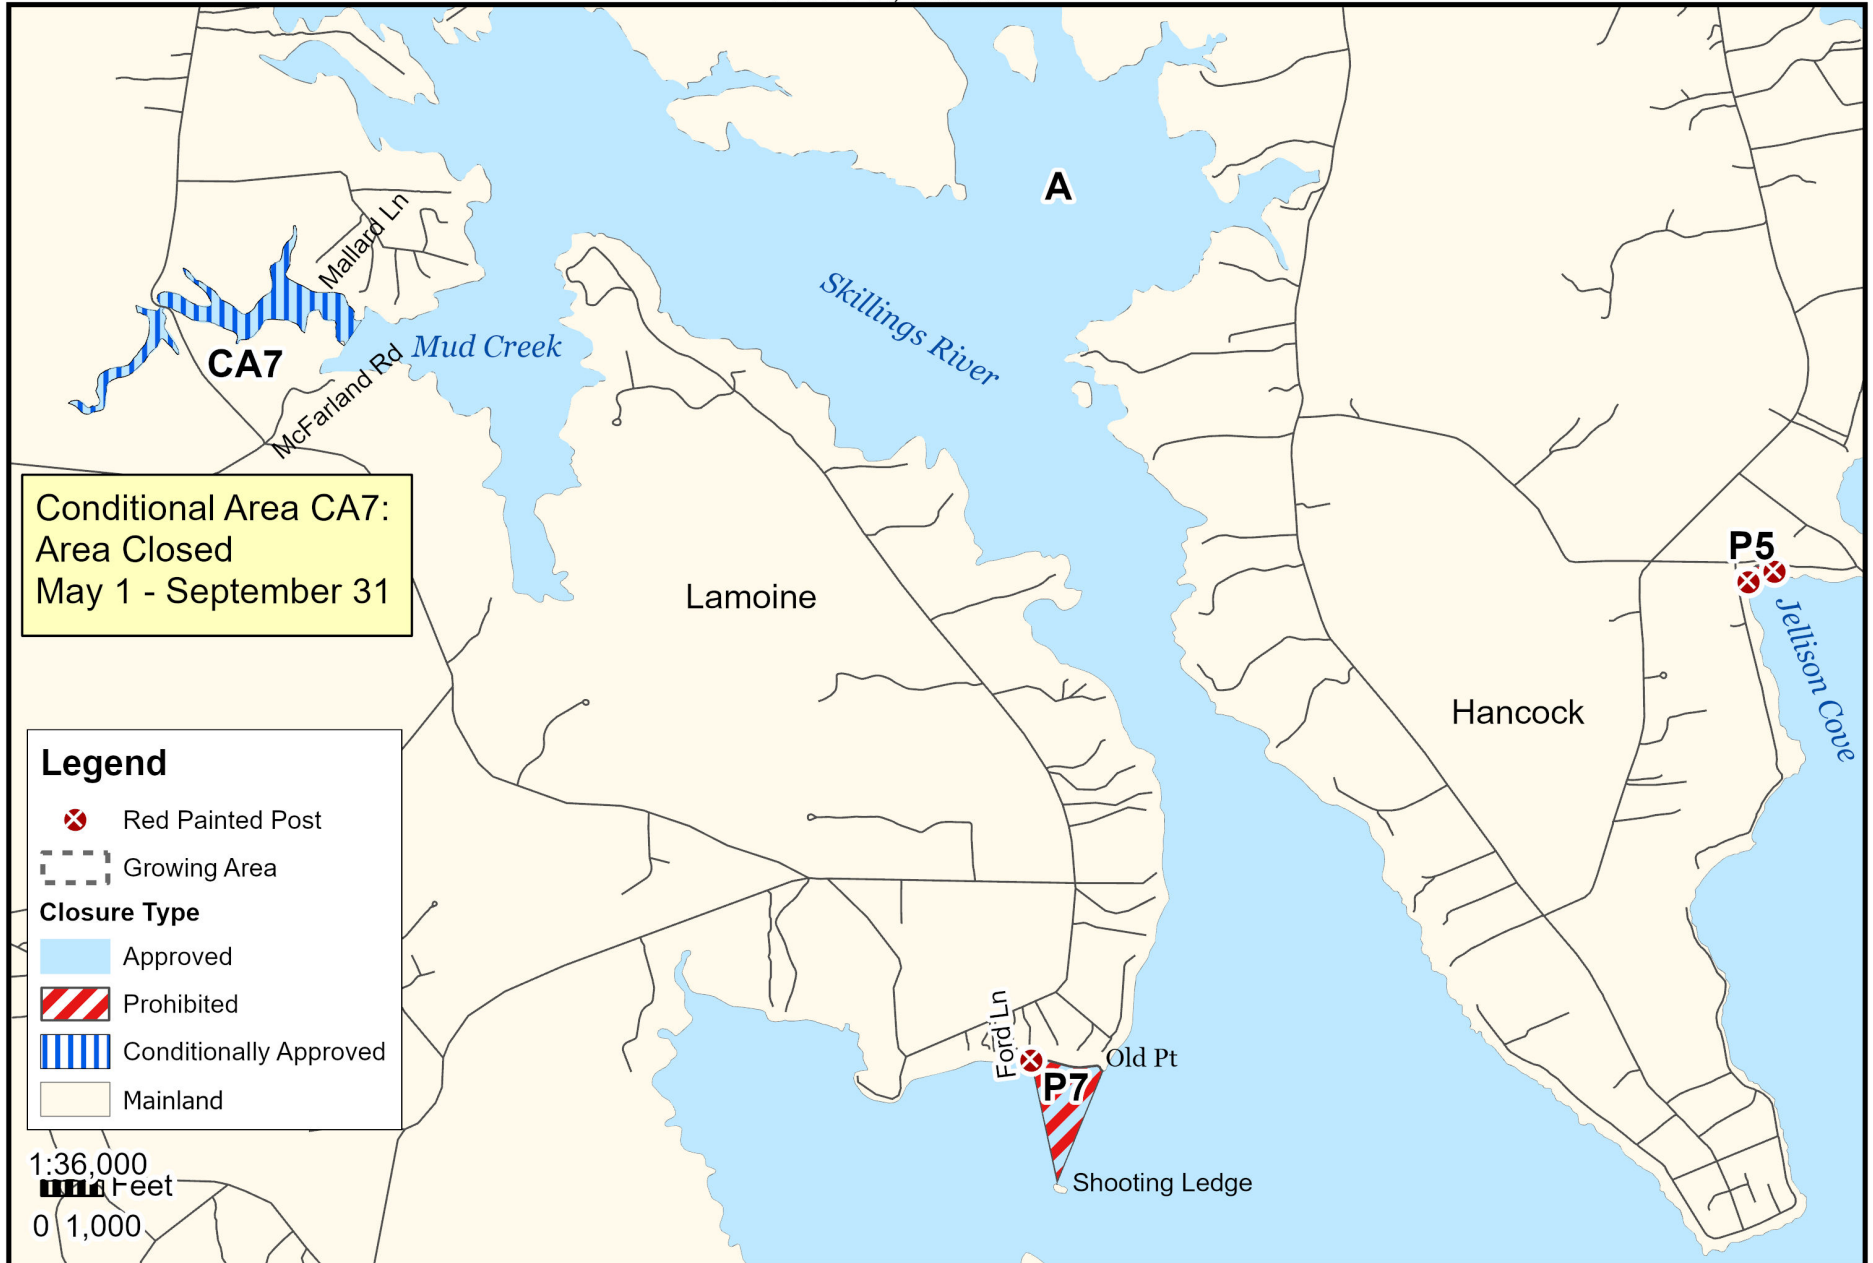 A
Mallard Ln
Skillings River
Mud Creek
CA7
McFarland Rd
Conditional Area CA7:
Area Closed
May 1 - September 31
P5
Lamoine
Jellison Cove
Hancock
Legend
Red Painted Post
Growing Area
Closure Type
Approved
Prohibited
Conditionally Approved
Mainland
Ford Ln
Old Pt
P7
Shooting Ledge
1:36,000
Feet
0 1,000